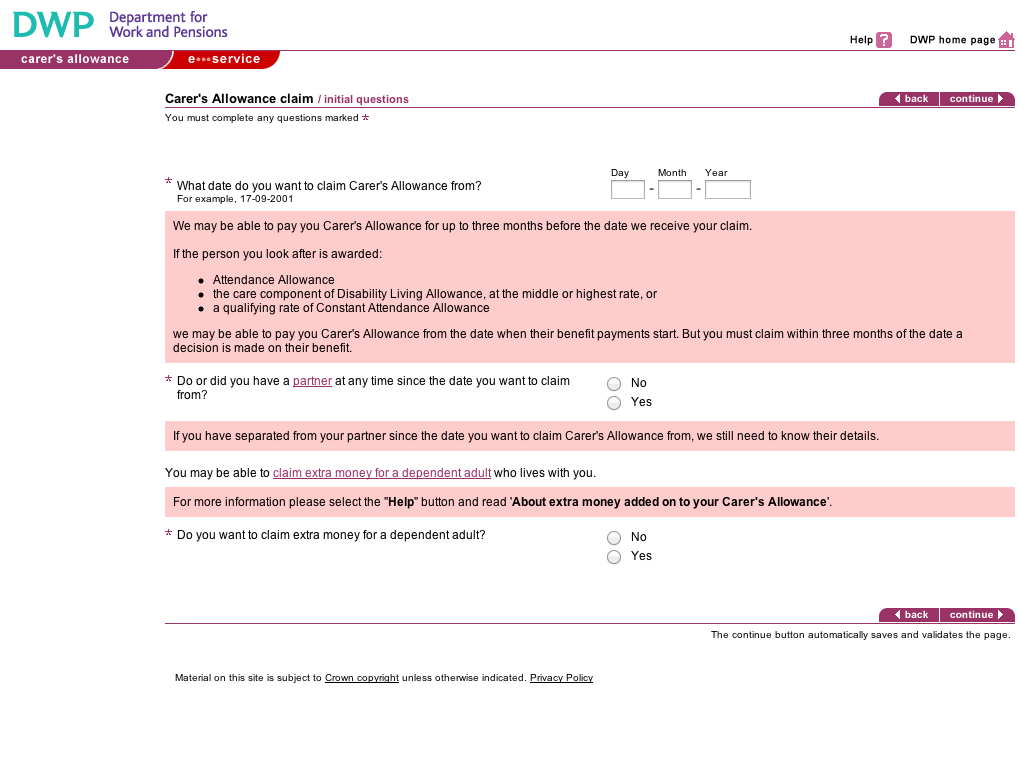 DWP Department for
Work and Pensions
Help ? DWP home page
carer's allowance e service
Carer's Allowance claim / initial questions back continue
You must complete any questions marked *
Day Month Year
* What date do you want to claim Carer's Allowance from? - -
For example, 17-09-2001
We may be able to pay you Carer's Allowance for up to three months before the date we receive your claim.
If the person you look after is awarded:
● Attendance Allowance
● the care component of Disability Living Allowance, at the middle or highest rate, or
● a qualifying rate of Constant Attendance Allowance
we may be able to pay you Carer's Allowance from the date when their benefit payments start. But you must claim within three months of the date a
decision is made on their benefit.
* Do or did you have a partner at any time since the date you want to claim
from?
No
Yes
If you have separated from your partner since the date you want to claim Carer's Allowance from, we still need to know their details.
You may be able to claim extra money for a dependent adult who lives with you.
For more information please select the "Help" button and read 'About extra money added on to your Carer's Allowance'.
* Do you want to claim extra money for a dependent adult?
No
Yes
back continue
The continue button automatically saves and validates the page.
Material on this site is subject to Crown copyright unless otherwise indicated. Privacy Policy